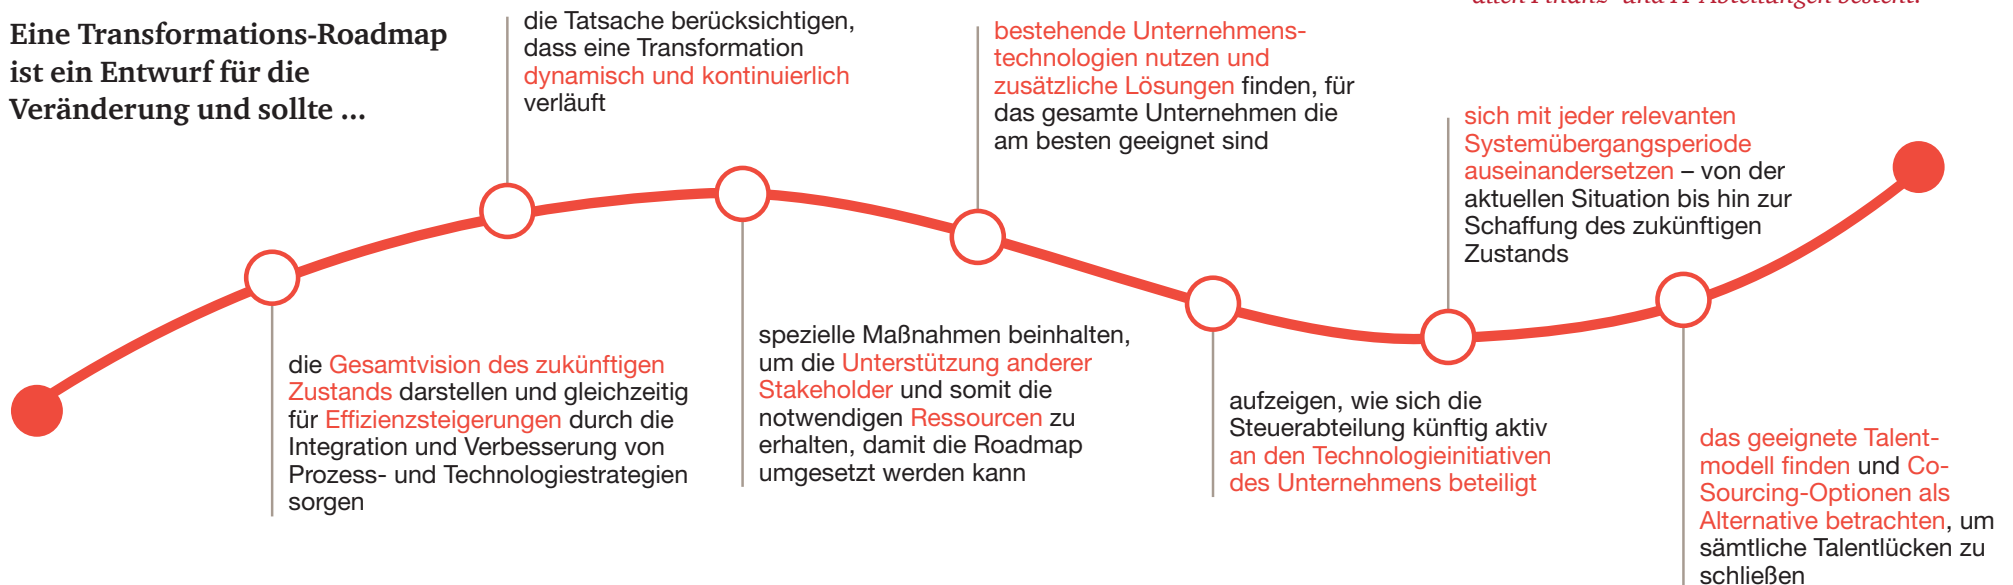 allen Finanz- und IT-Abteilungen besteht.
Eine Transformations-Roadmap
ist ein Entwurf für die
Veränderung und sollte ...
die Gesamtvision des zukünftigen
Zustands darstellen und gleichzeitig
für Effizienzsteigerungen durch die
Integration und Verbesserung von
Prozess- und Technologiestrategien
sorgen
die Tatsache berücksichtigen,
dass eine Transformation
dynamisch und kontinuierlich
verläuft
spezielle Maßnahmen beinhalten,
um die Unterstützung anderer
Stakeholder und somit die
notwendigen Ressourcen zu
erhalten, damit die Roadmap
umgesetzt werden kann
bestehende Unternehmens-
technologien nutzen und
zusätzliche Lösungen finden, für
das gesamte Unternehmen die
am besten geeignet sind
aufzeigen, wie sich die
Steuerabteilung künftig aktiv
an den Technologieinitiativen
des Unternehmens beteiligt
sich mit jeder relevanten
Systemübergangsperiode
auseinandersetzen – von der
aktuellen Situation bis hin zur
Schaffung des zukünftigen
Zustands
das geeignete Talent-
modell finden und Co-
Sourcing-Optionen als
Alternative betrachten, um
sämtliche Talentlücken zu
schließen